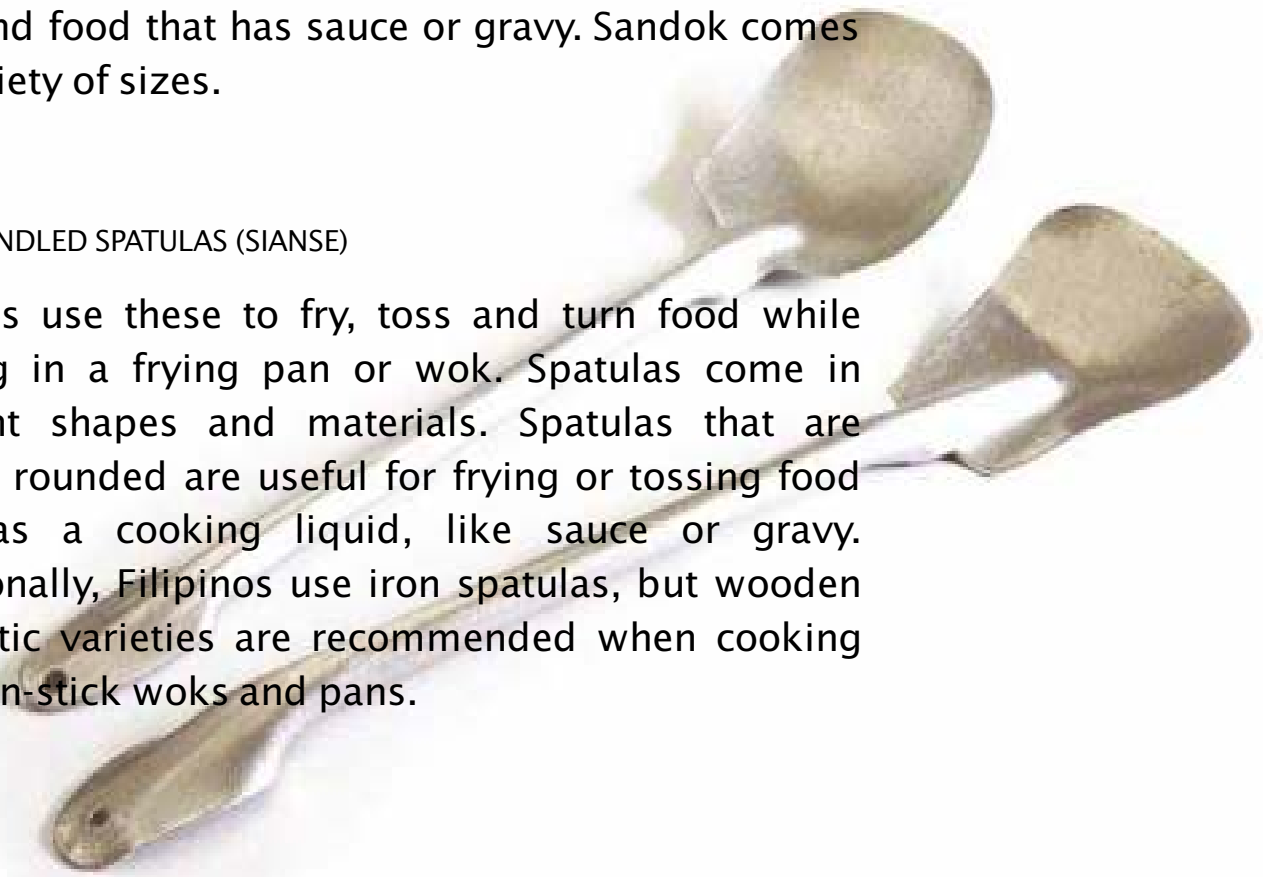 nd food that has sauce or gravy. Sandok comes
iety of sizes.
NDLED SPATULAS (SIANSE)
s use these to fry, toss and turn food while
g in a frying pan or wok. Spatulas come in
nt shapes and materials. Spatulas that are
rounded are useful for frying or tossing food
as a cooking liquid, like sauce or gravy.
onally, Filipinos use iron spatulas, but wooden
tic varieties are recommended when cooking
n-stick woks and pans.